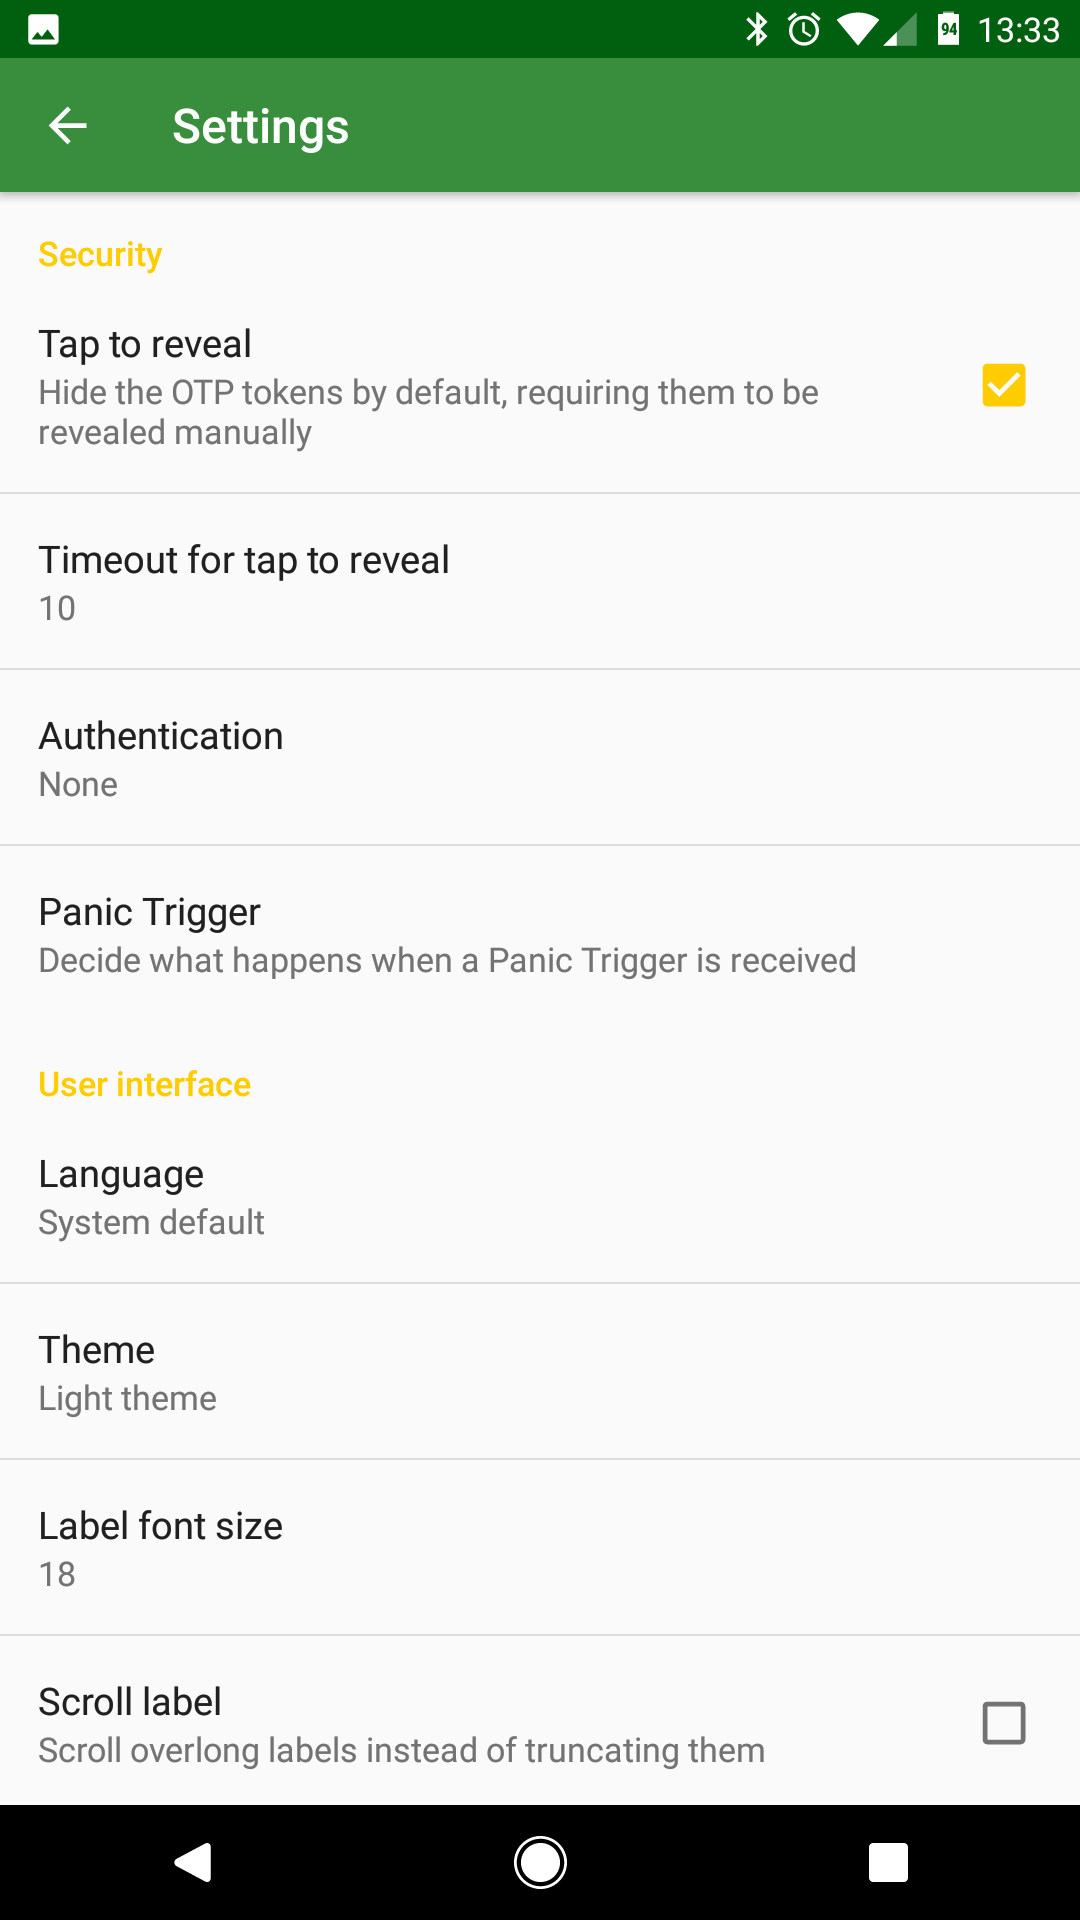 94 13:33
Settings
Security
Tap to reveal
Hide the OTP tokens by default, requiring them to be
revealed manually
Timeout for tap to reveal
10
Authentication
None
Panic Trigger
Decide what happens when a Panic Trigger is received
User interface
Language
System default
Theme
Light theme
Label font size
18
Scroll label
Scroll overlong labels instead of truncating them